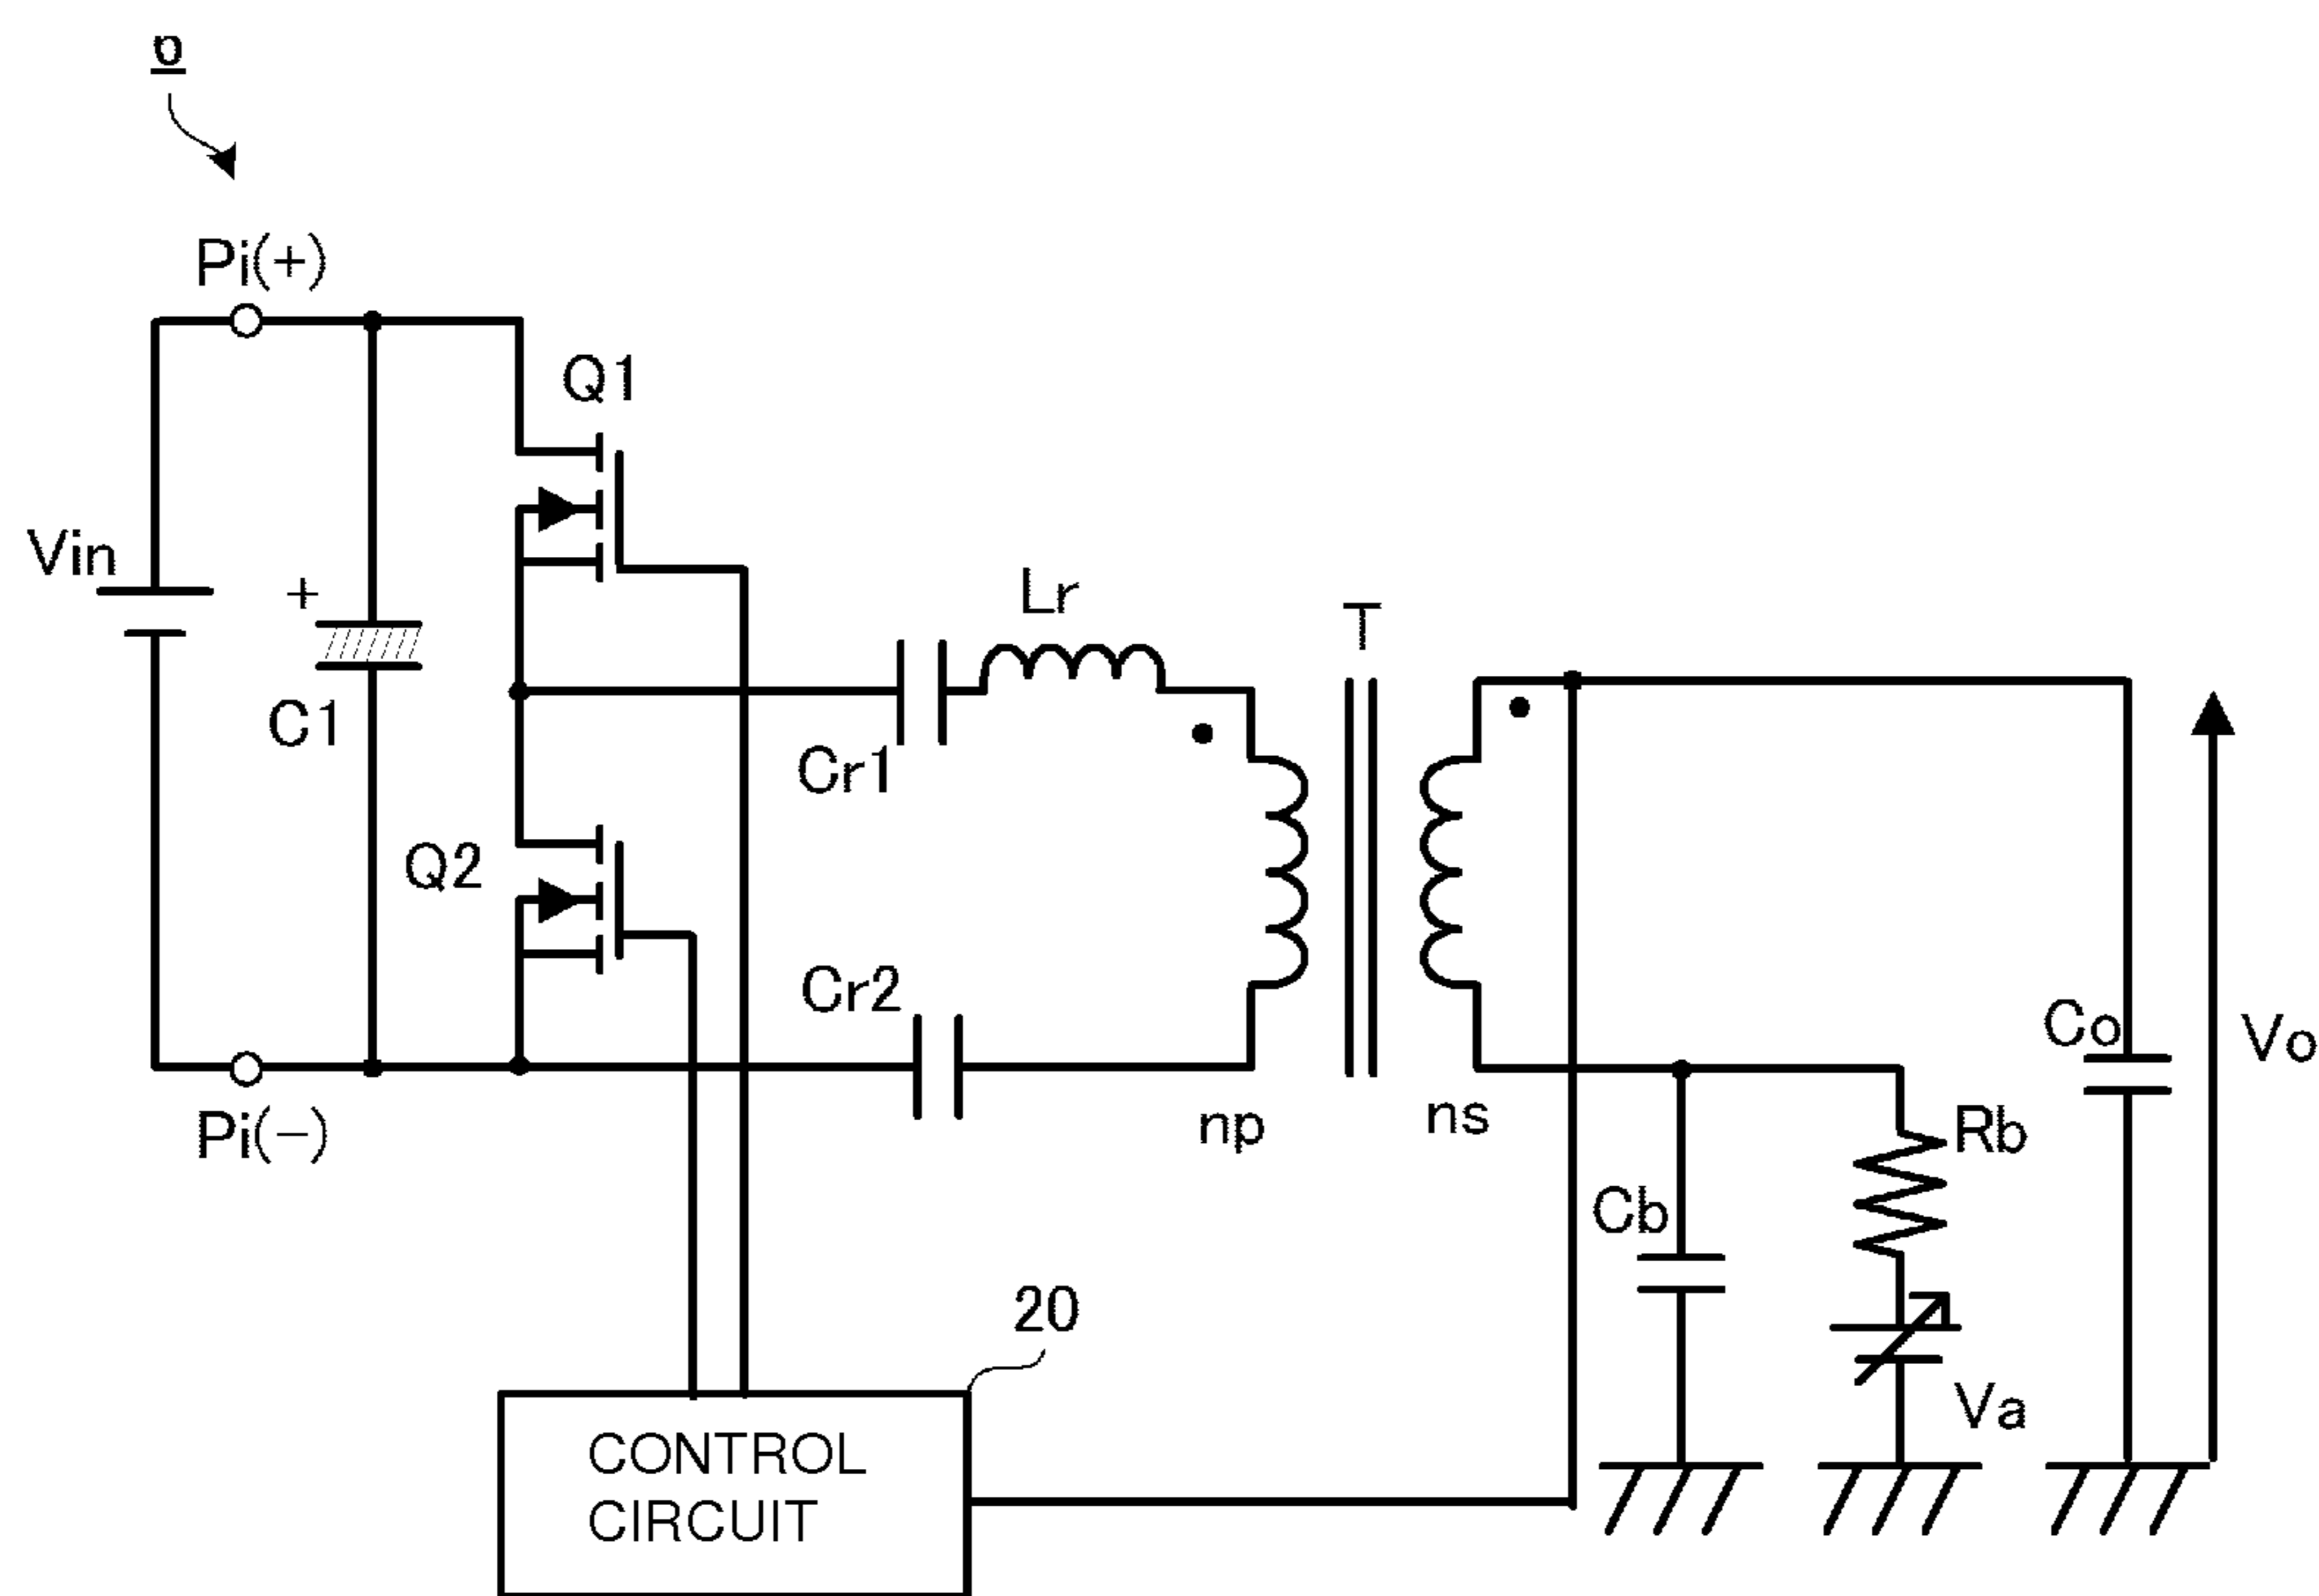 Pi(+)
Q1
Vin
+
C1
Lr
T
Cr1
Q2
Cr2
np
ns
Co
Vo
Rb
Cb
Pi(−)
Va
20
CONTROL
CIRCUIT